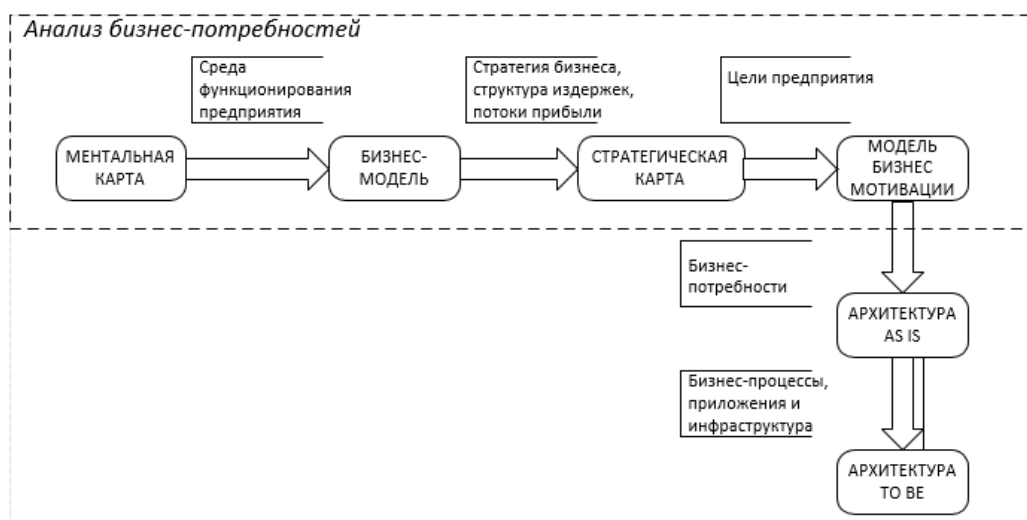 Анализ бизнес-потребностей
Среда
функционирования
предприятия
Стратегия бизнеса,
структура издержек,
потоки прибыли
Цели предприятия
МЕНТАЛЬНАЯ
КАРТА
БИЗНЕС-
МОДЕЛЬ
СТРАТЕГИЧЕСКАЯ
КАРТА
МОДЕЛЬ
БИЗНЕС
МОТИВАЦИИ
Бизнес-
потребности
АРХИТЕКТУРА
AS IS
Бизнес-процессы,
приложения и
инфраструктура
АРХИТЕКТУРА
TO BE